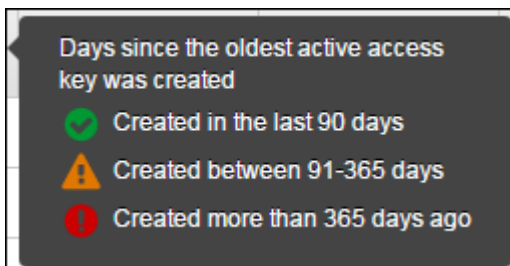 Days since the oldest active access
key was created
Created in the last 90 days
Created between 91-365 days
Created more than 365 days ago